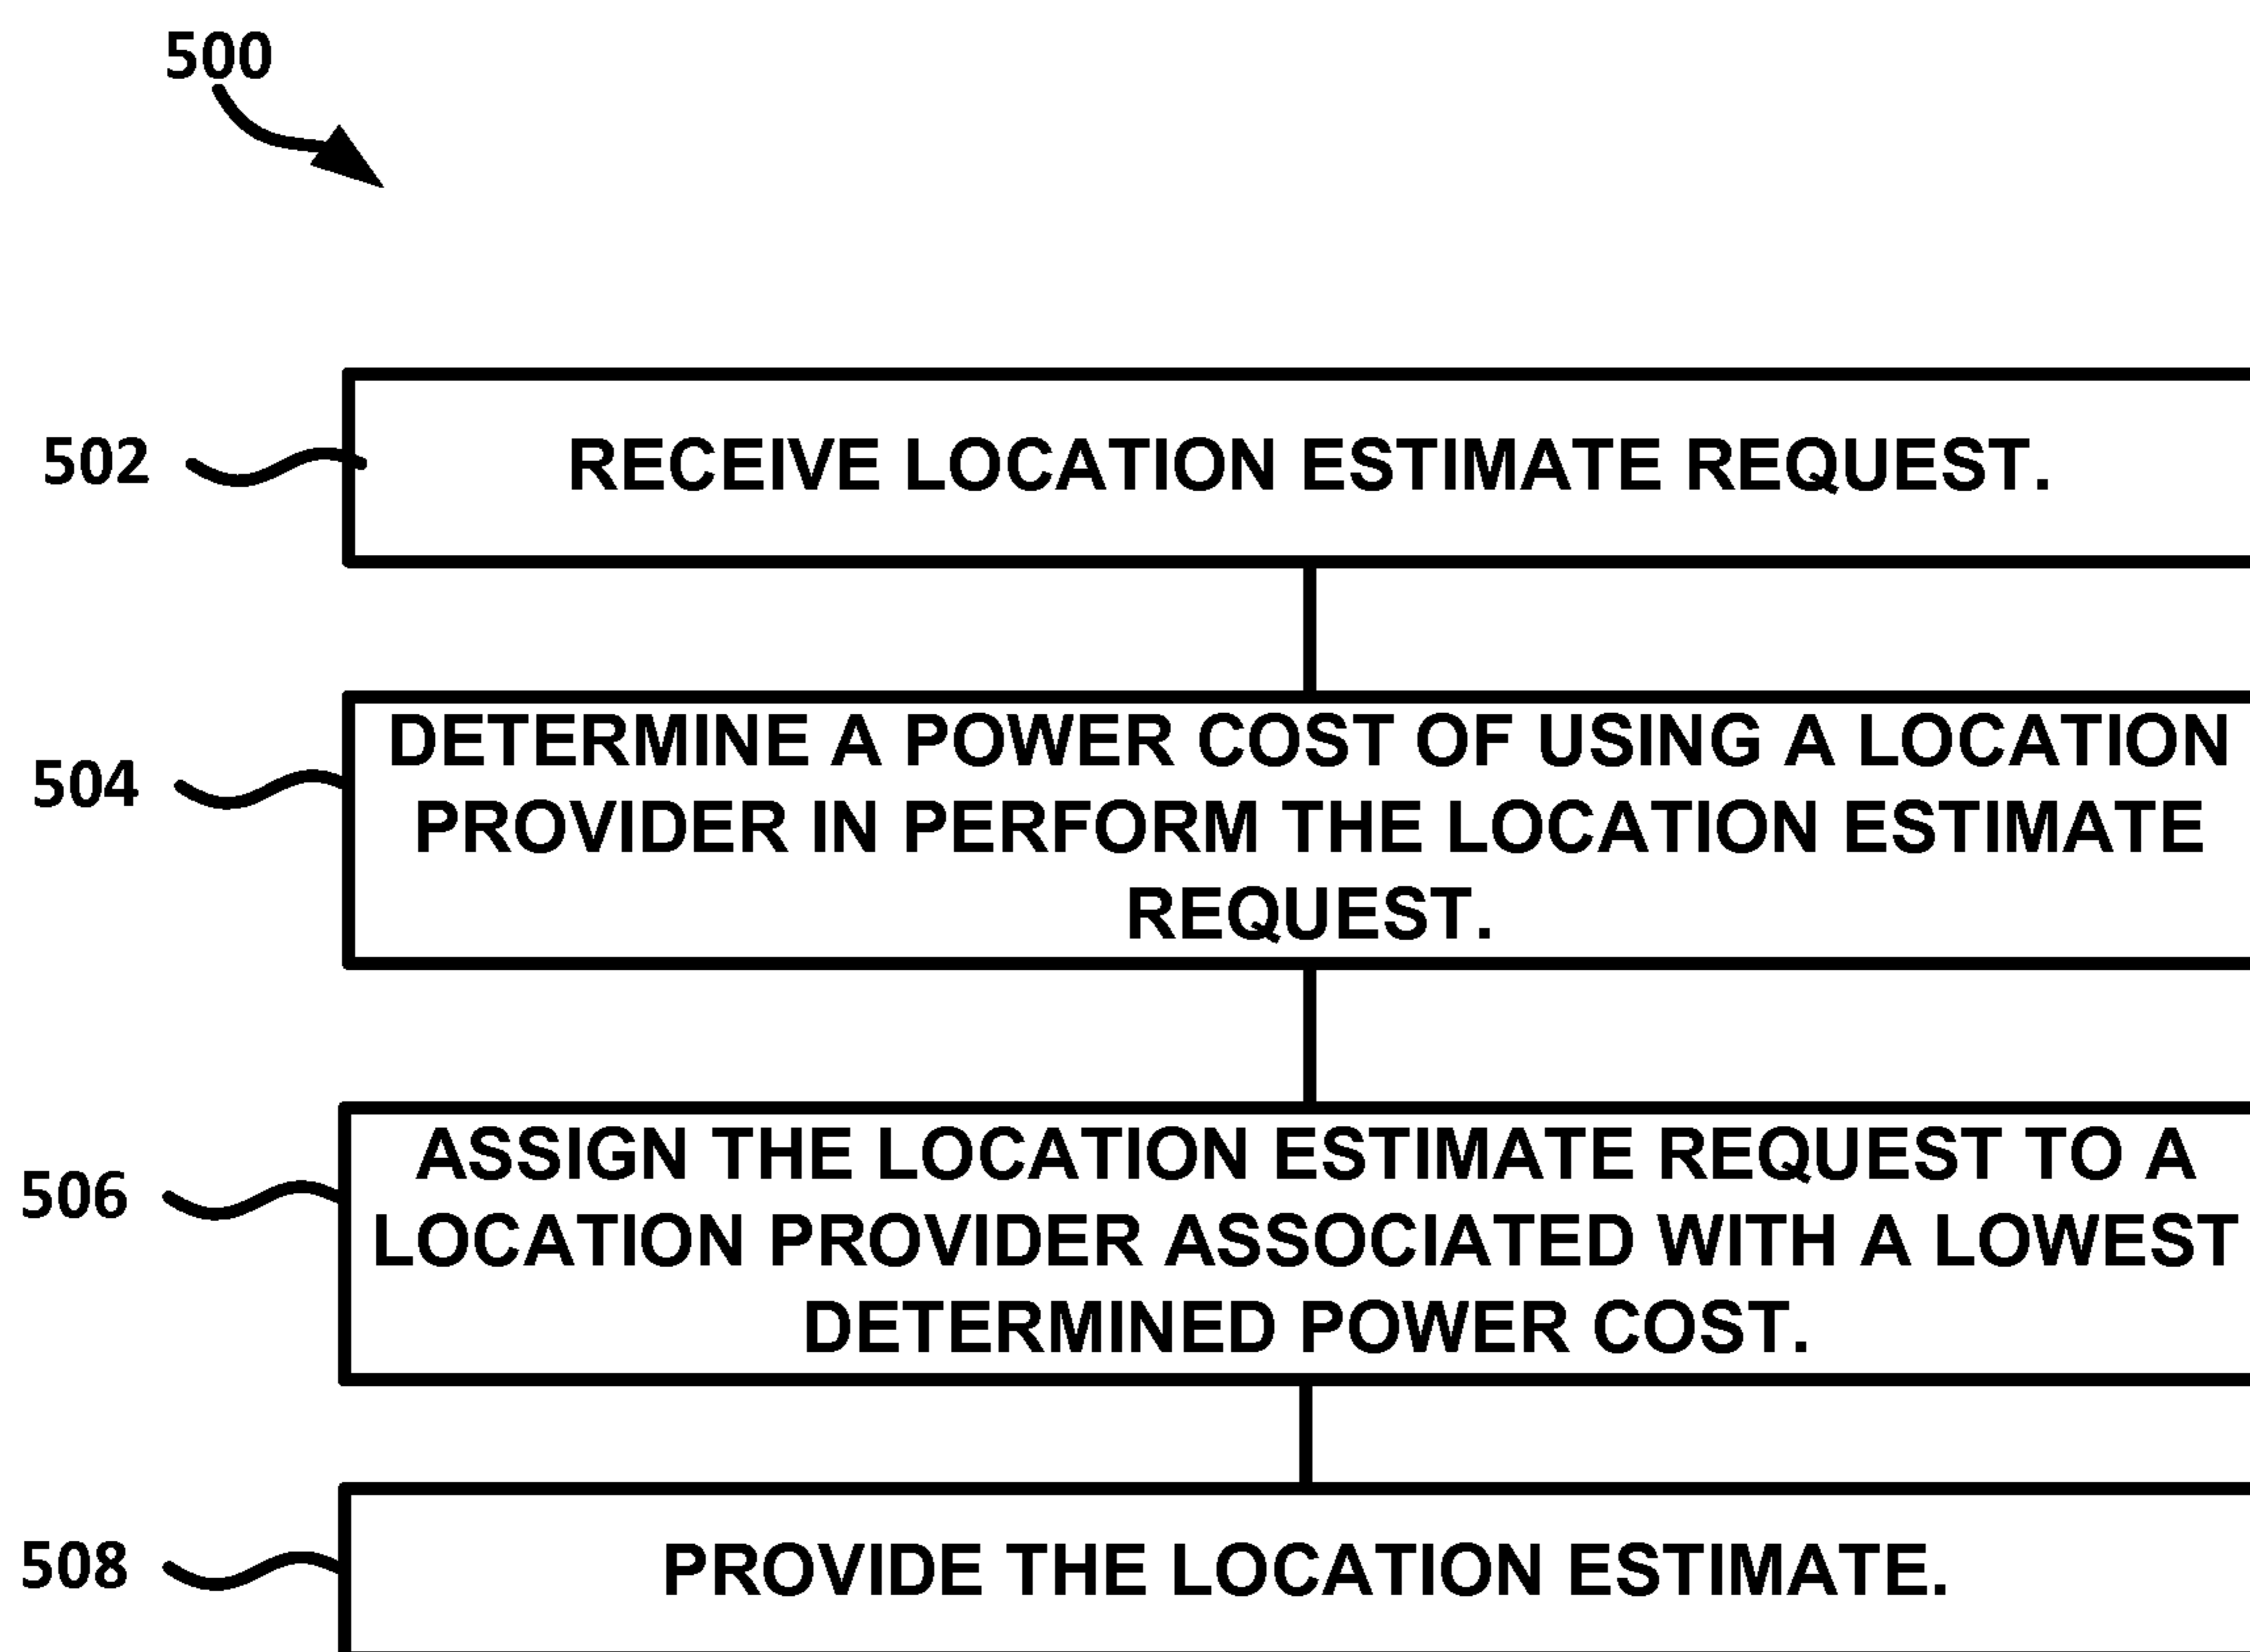 500
502
RECEIVE LOCATION ESTIMATE REQUEST.
504
DETERMINE A POWER COST OF USING A LOCATION
PROVIDER IN PERFORM THE LOCATION ESTIMATE
REQUEST.
506
ASSIGN THE LOCATION ESTIMATE REQUEST TO A
LOCATION PROVIDER ASSOCIATED WITH A LOWEST
DETERMINED POWER COST.
508
PROVIDE THE LOCATION ESTIMATE.